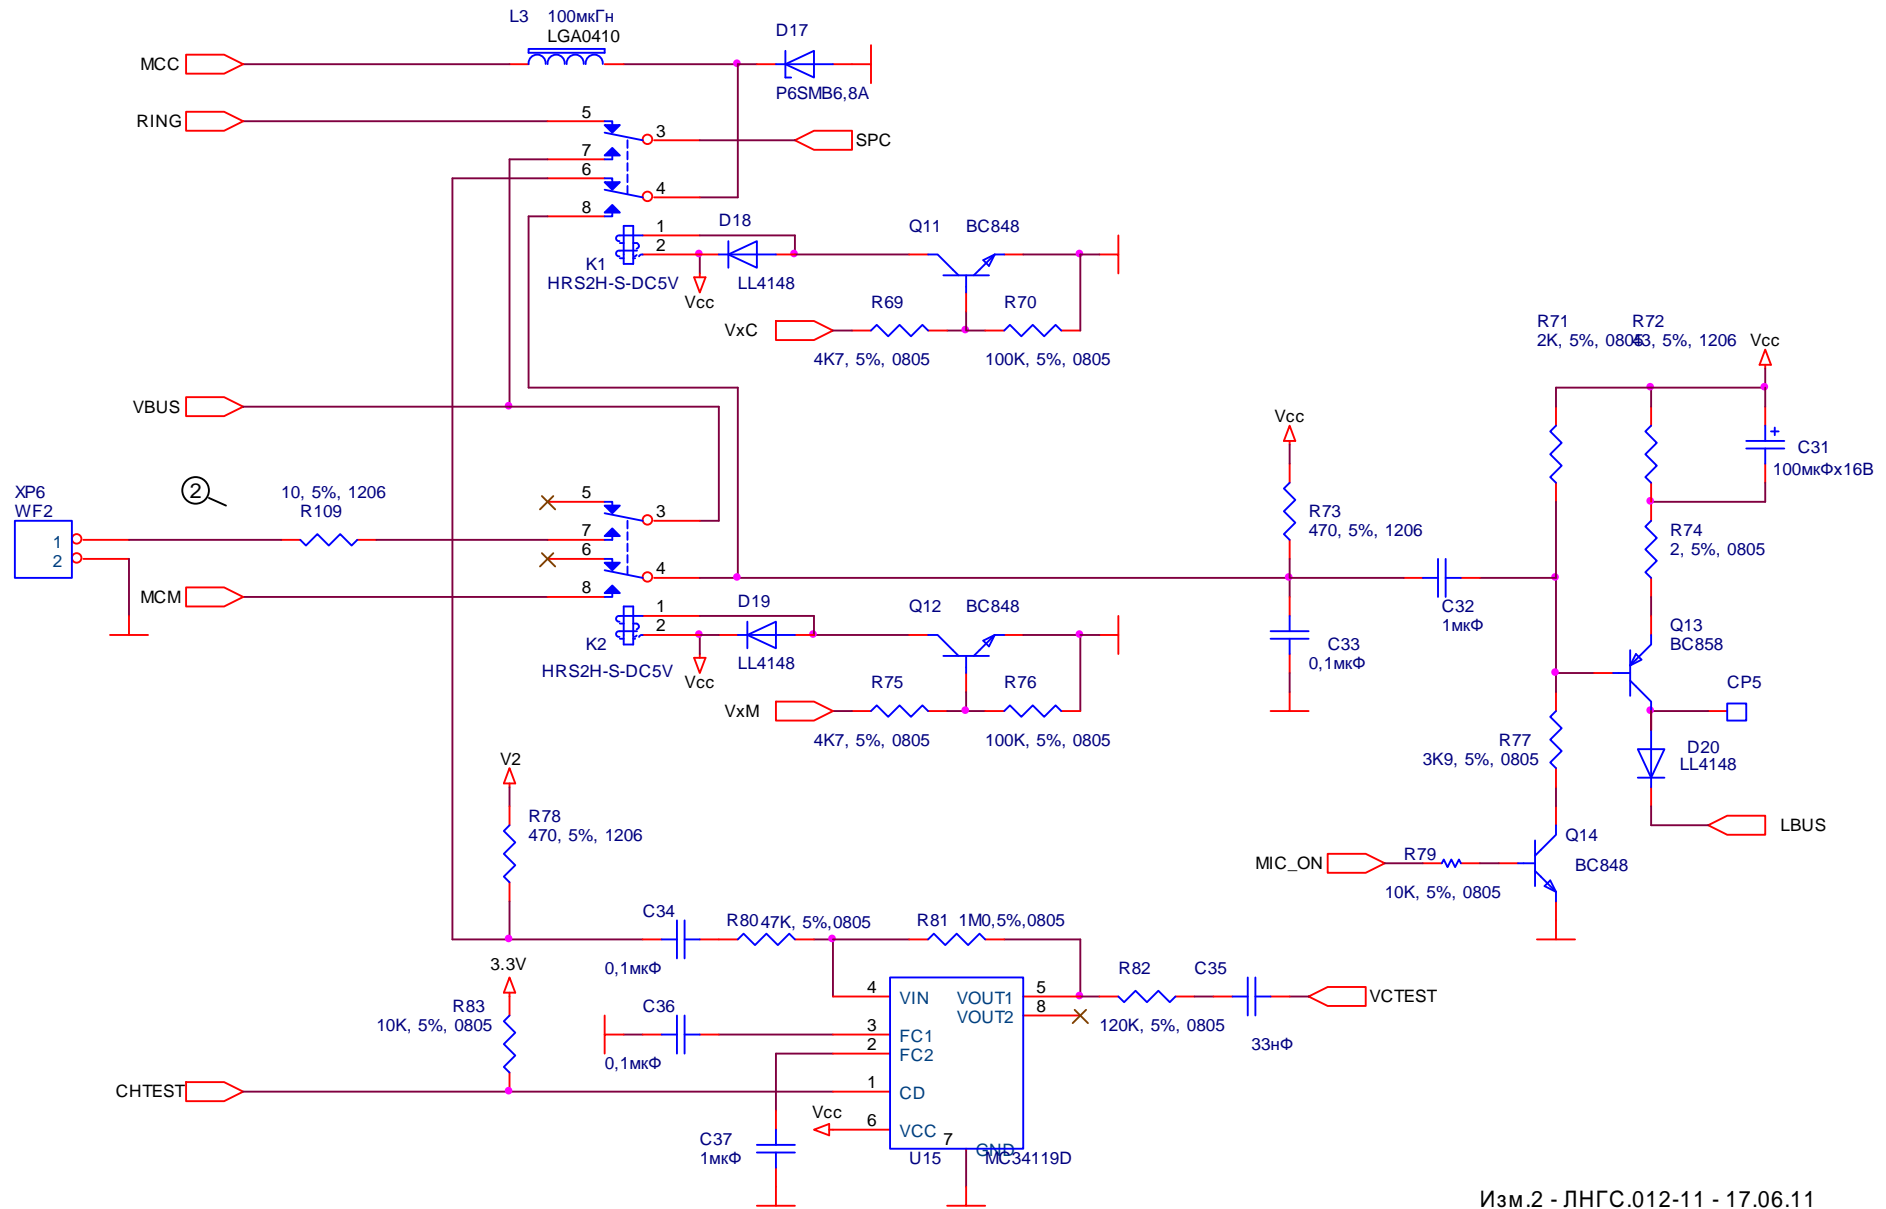 L3 100мкГн
LGA0410
D17
MCC
P6SMB6,8A
RING
5
3
SPC
7
6
4
8
D18
1
2
K1
HRS2H-S-DC5V
Vcc
LL4148
Q11 BC848
R69
R70
VxC
4K7, 5%, 0805
100K, 5%, 0805
R71
2K, 5%, 0805
R72
43, 5%, 1206
Vcc
VBUS
Vcc
+
C31
100мкФх16В
XP6
WF2
1
2
2
10, 5%, 1206
R109
5
3
7
6
4
8
MCM
R73
470, 5%, 1206
R74
2, 5%, 0805
C32
1мкФ
D19
1
2
K2
HRS2H-S-DC5V
Vcc
LL4148
Q12 BC848
R75
R76
VxM
4K7, 5%, 0805
100K, 5%, 0805
C33
0,1мкФ
Q13
BC858
CP5
R77
3K9, 5%, 0805
D20
LL4148
V2
R78
470, 5%, 1206
LBUS
Q14
BC848
MIC_ON
R79
10K, 5%, 0805
C34
0,1мкФ
R80
47K, 5%,0805
R81 1M0,5%,0805
3.3V
R83
10K, 5%, 0805
C36
0,1мкФ
4 VIN
VOUT1 5
VOUT2 8
3 FC1
2 FC2
1 CD
6 VCC
7
GND
U15
MC34119D
R82
120K, 5%, 0805
C35
33нФ
VCTEST
CHTEST
Vcc
C37
1мкФ
Изм.2 - ЛНГС.012-11 - 17.06.11